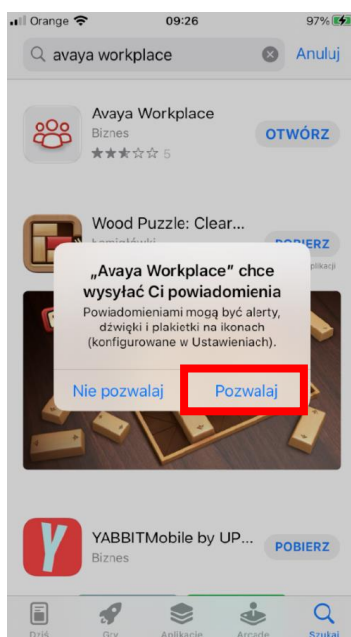 Orange 09:26 97%
avaya workplace Anuluj
Avaya Workplace
Biznes
5
OTWÓRZ
Wood Puzzle: Clear...
Łamigłówki
POBIERZ
„Avaya Workplace” chce
wysyłać Ci powiadomienia
Powiadomieniami mogą być alerty,
dźwięki i plakietki na ikonach
(konfigurowane w Ustawieniach).
Nie pozwalaj Pozwalaj
YABBITMobile by UP...
Biznes
POBIERZ
Dziś Gry Aplikacje Arcade Szukaj